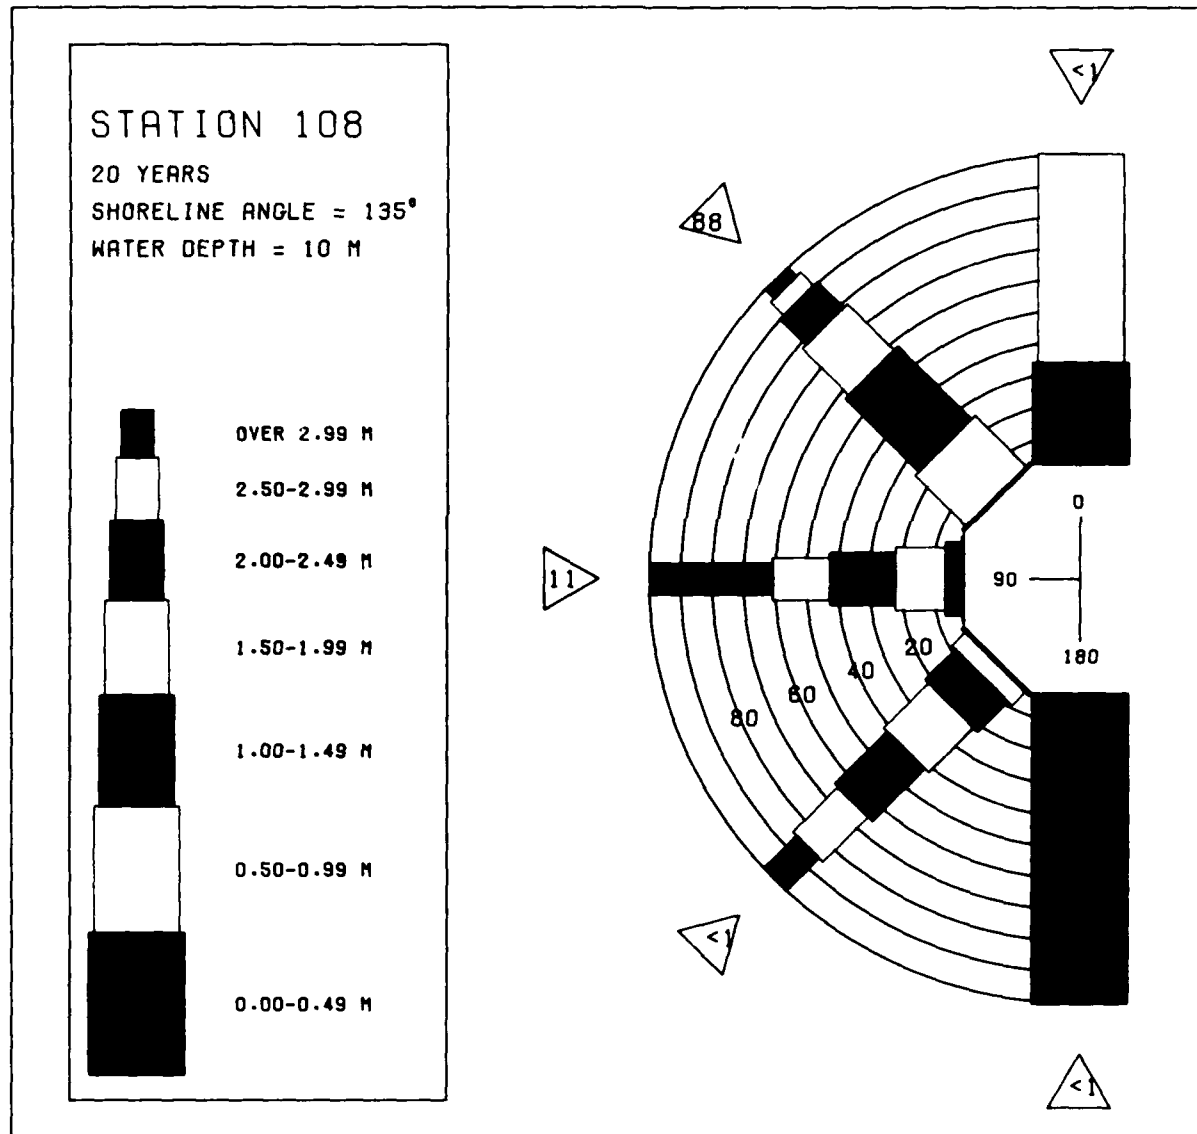 STATION 108
20 YEARS
SHORELINE ANGLE = 135°
WATER DEPTH = 10 M
OVER 2.99 M
2.50-2.99 M
2.00-2.49 M
1.50-1.99 M
1.00-1.49 M
0.50-0.99 M
0.00-0.49 M
<1
88
11
0
90
180
20
40
60
80
<1
<1